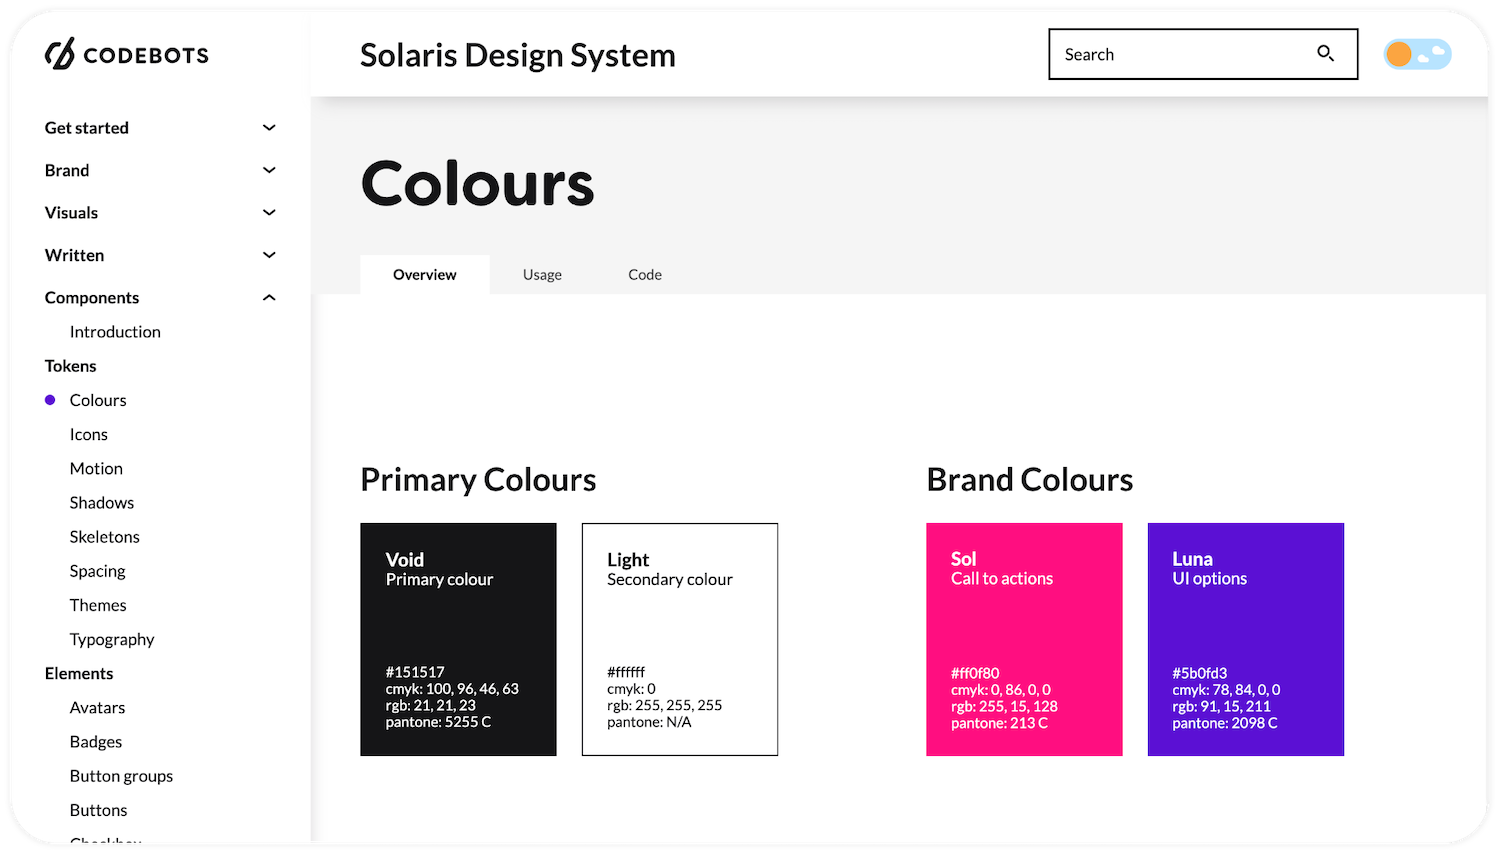 CODEBOTS
Solaris Design System
Search
Get started
Brand
Visuals
Written
Components
Introduction
Tokens
Colours
Icons
Motion
Shadows
Skeletons
Spacing
Themes
Typography
Elements
Avatars
Badges
Button groups
Buttons
Checkbox
Colours
Overview
Usage
Code
Primary Colours
Void
Primary colour
#151517
cmyk: 100, 96, 46, 63
rgb: 21, 21, 23
pantone: 5255 C
Light
Secondary colour
#ffffff
cmyk: 0
rgb: 255, 255, 255
pantone: N/A
Brand Colours
Sol
Call to actions
#ff0f80
cmyk: 0, 86, 0, 0
rgb: 255, 15, 128
pantone: 213 C
Luna
UI options
#5b0fd3
cmyk: 78, 84, 0, 0
rgb: 91, 15, 211
pantone: 2098 C